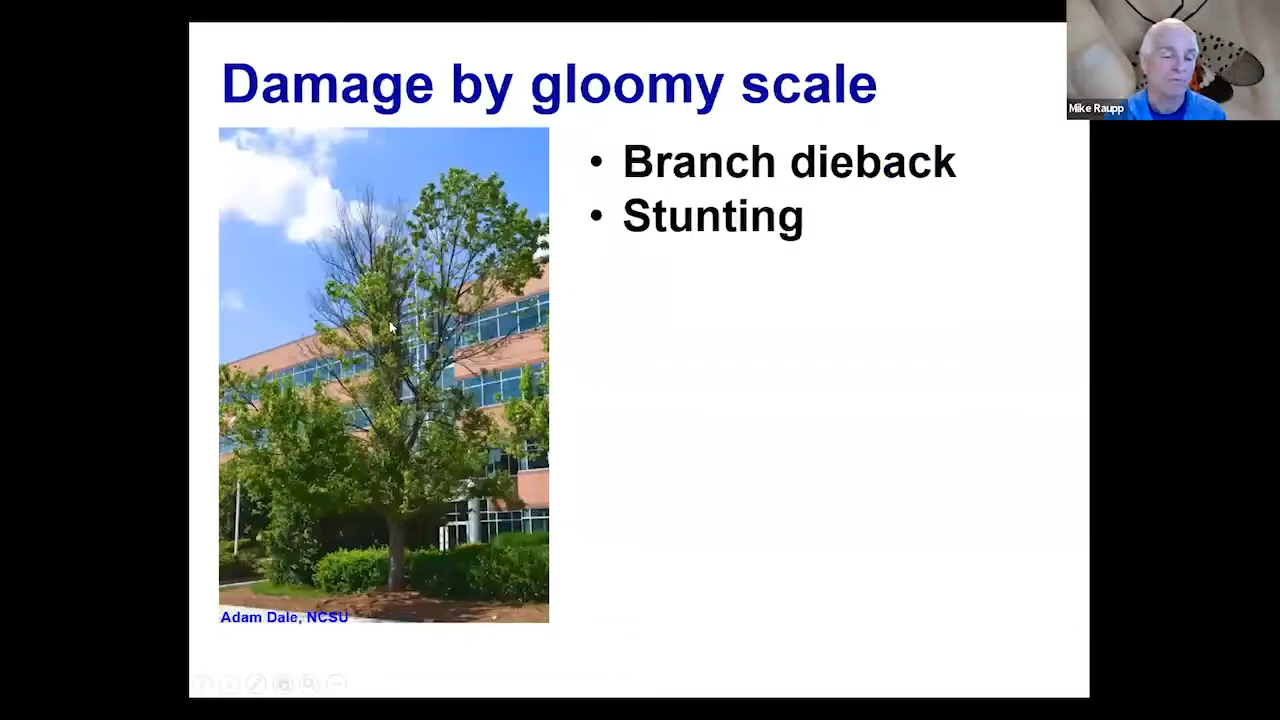 Damage by gloomy scale
Mike Raupp
• Branch dieback
• Stunting
Adam Dale, NCSU